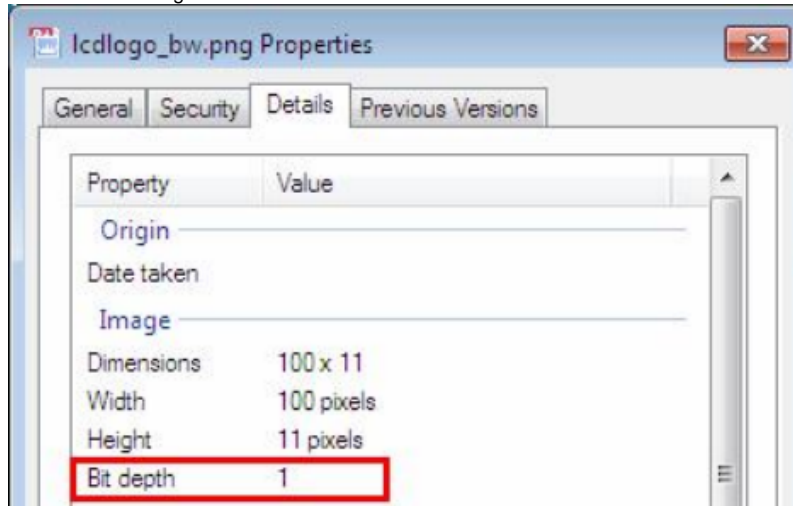 lcdlogo_bw.png Properties
General Security Details Previous Versions
Property Value
Origin
Date taken
Image
Dimensions 100 x 11
Width 100 pixels
Height 11 pixels
Bit depth 1